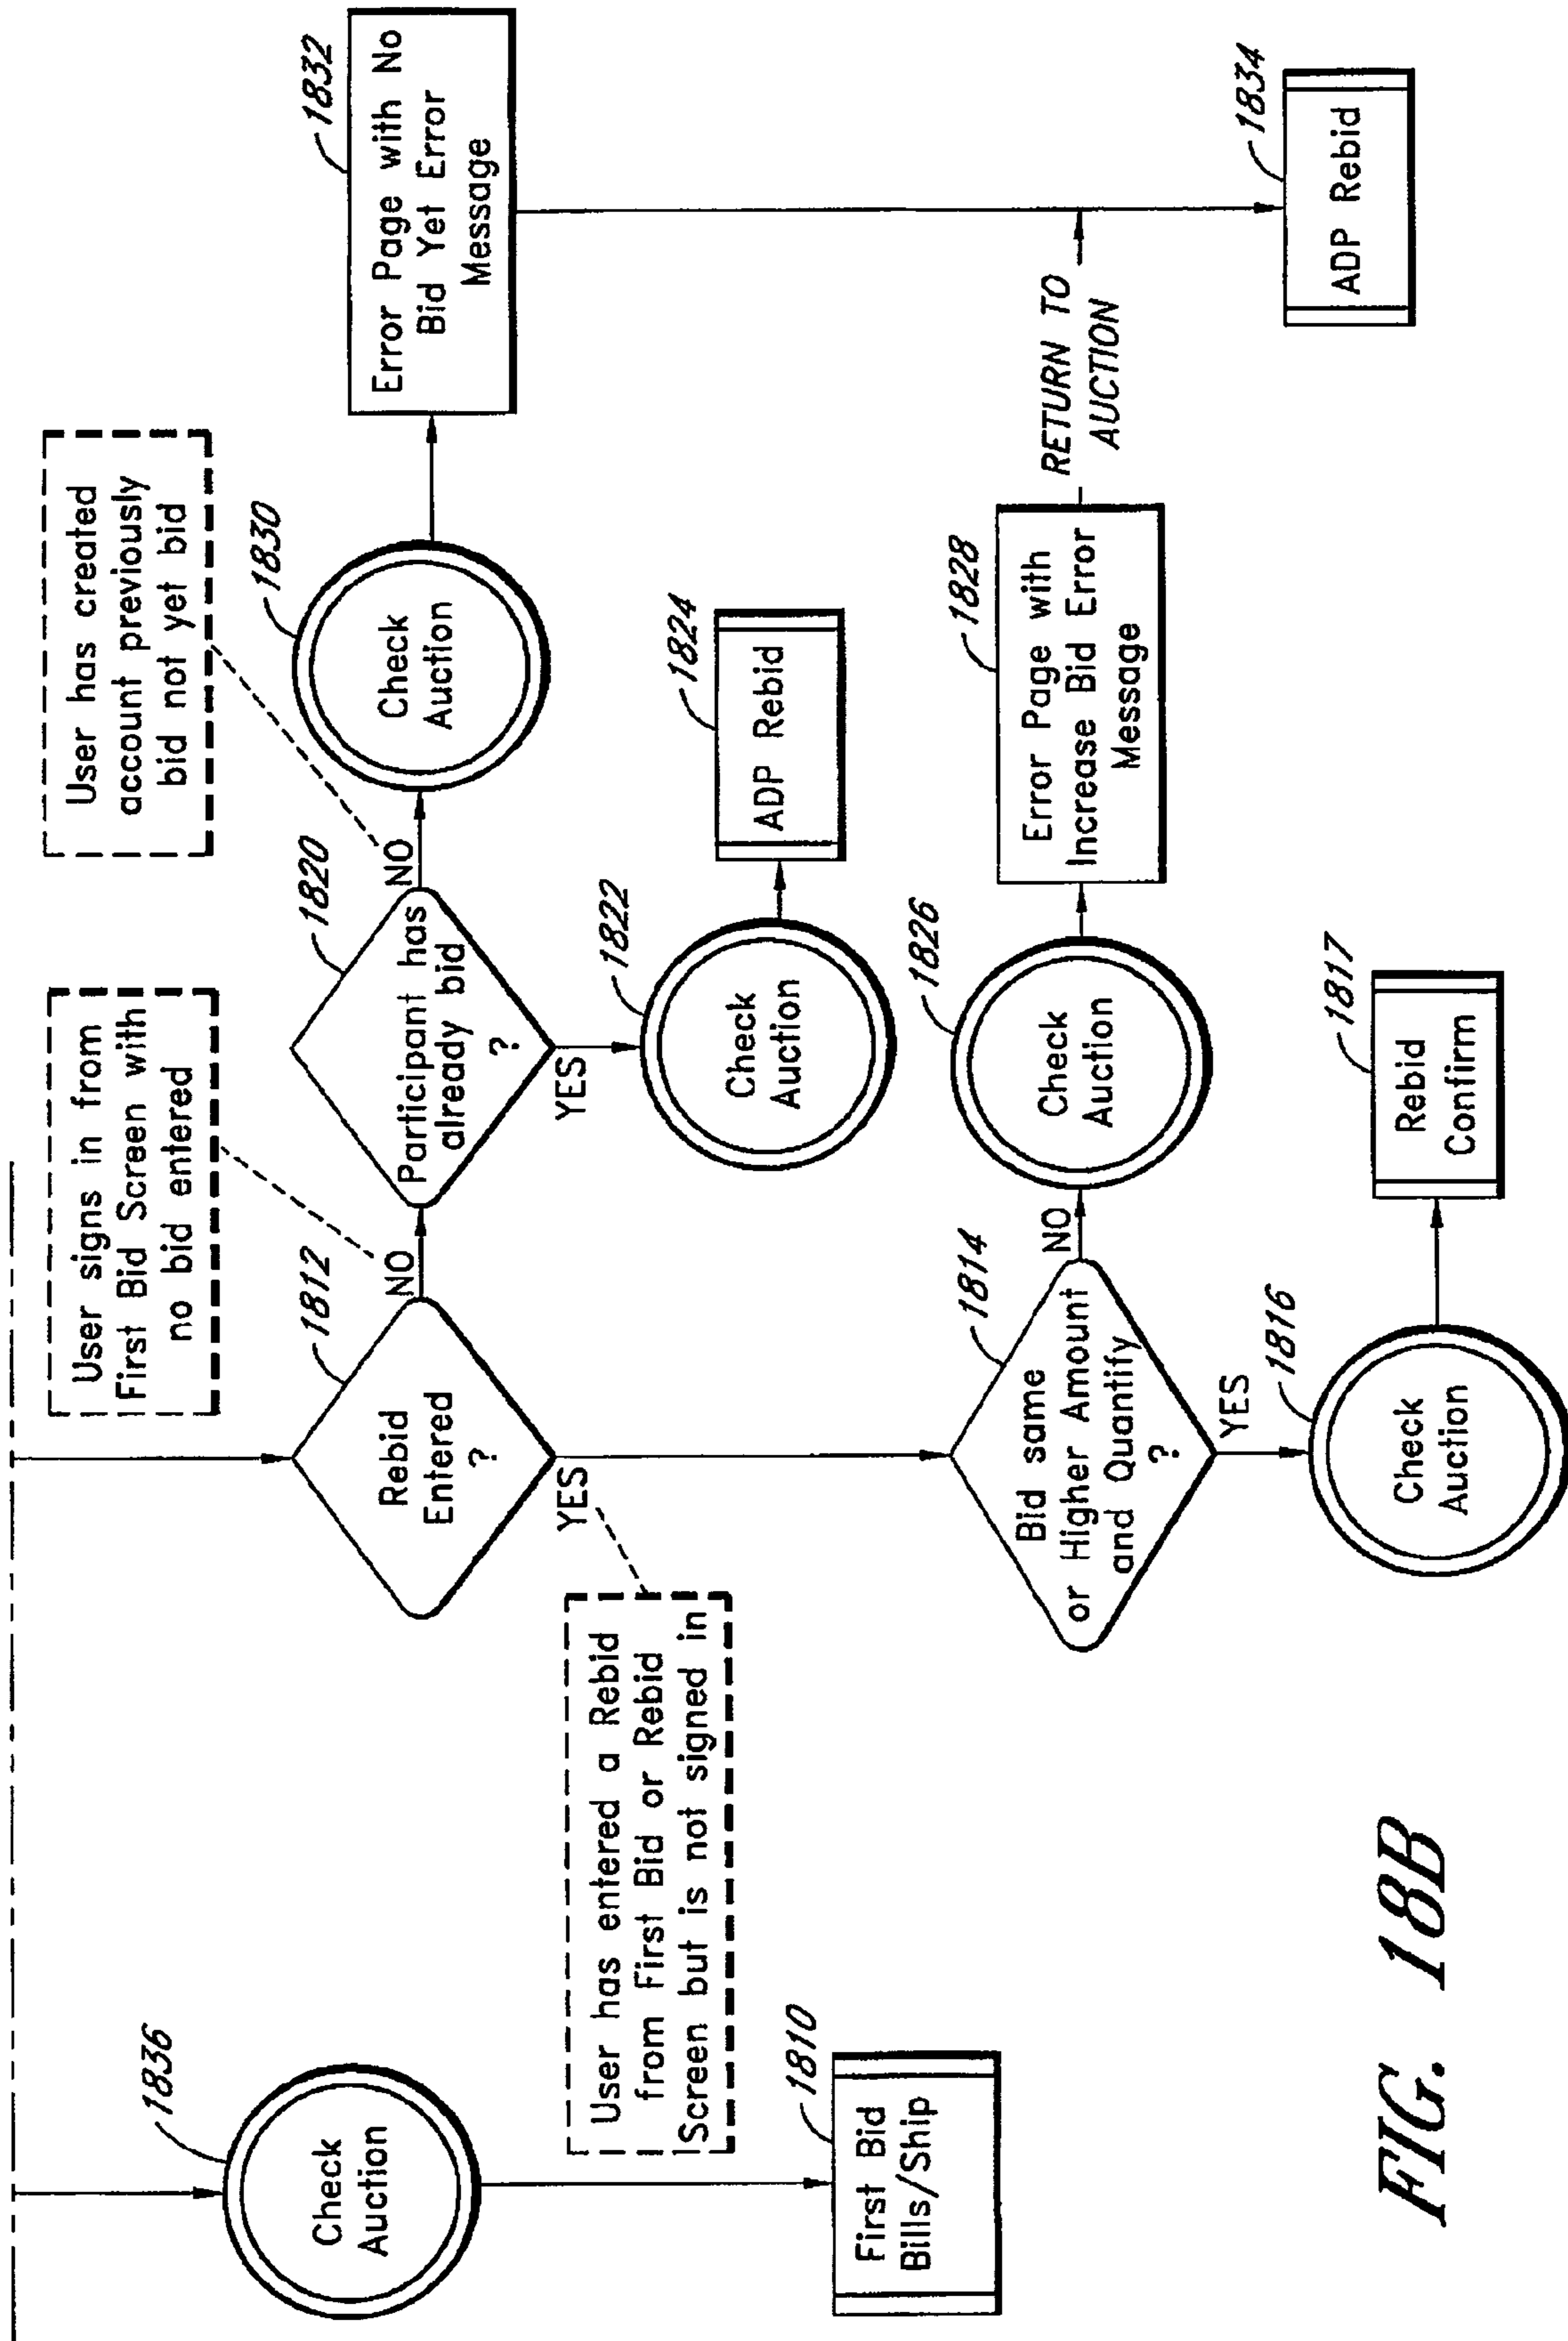 1836
Check
Auction
1810
First Bid
Bills//Ship
User has entered a Rebid
from First Bid or Rebid
Screen but is not signed in
User signs in from
First Bid Screen with
no bid entered
1812
Rebid
Entered
?
NO
YES
User has created
account previously
bid not yet bid
1820
Participant has
already bid
?
NO
YES
1830
Check
Auction
1832
Error Page with No
Bid Yet Error
Message
1822
Check
Auction
1824
ADP Rebid
1814
Bid same
or Higher Amount
and Quantify
?
NO
YES
1826
Check
Auction
1828
Error Page with
Increase Bid Error
Message
RETURN TO
AUCTION
1834
ADP Rebid
1816
Check
Auction
1817
Rebid
Confirm
FIG. 18B